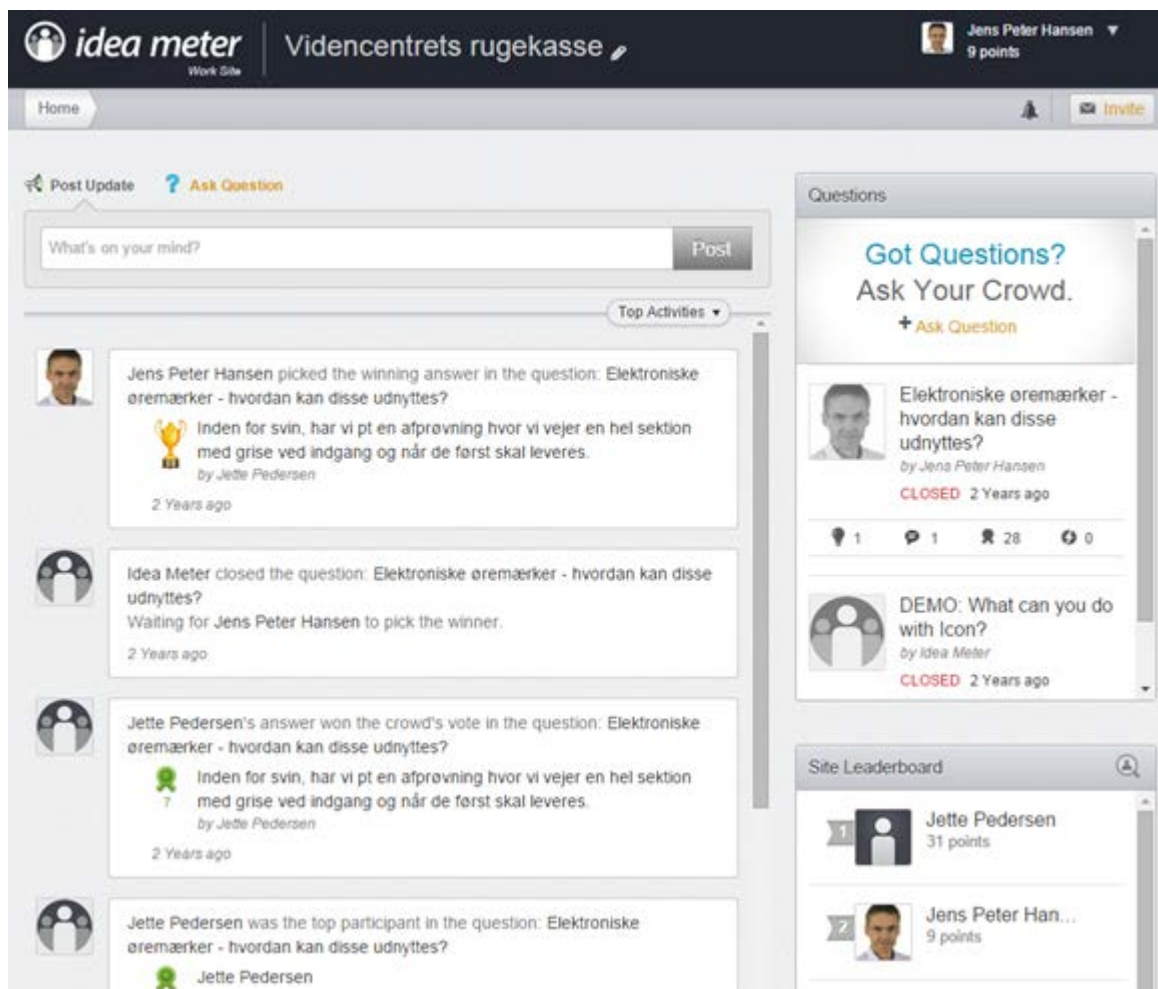 idea meter
Work Site
Videncentrets rugekasse
Jens Peter Hansen
9 points
Home
Invite
Post Update
Ask Question
What's on your mind?
Post
Top Activities
Jens Peter Hansen picked the winning answer in the question: Elektroniske
øremærker - hvordan kan disse udnyttes?
Inden for svin, har vi pt en afprøvning hvor vi vejer en hel sektion
med grise ved indgang og når de først skal leveres.
by Jette Pedersen
2 Years ago
Idea Meter closed the question: Elektroniske øremærker - hvordan kan disse
udnyttes?
Waiting for Jens Peter Hansen to pick the winner.
2 Years ago
Jette Pedersen's answer won the crowd's vote in the question: Elektroniske
øremærker - hvordan kan disse udnyttes?
Inden for svin, har vi pt en afprøvning hvor vi vejer en hel sektion
7
med grise ved indgang og når de først skal leveres.
by Jette Pedersen
2 Years ago
Jette Pedersen was the top participant in the question: Elektroniske
øremærker - hvordan kan disse udnyttes?
Jette Pedersen
Questions
Got Questions?
Ask Your Crowd.
+ Ask Question
Elektroniske øremærker -
hvordan kan disse
udnyttes?
by Jens Peter Hansen
CLOSED 2 Years ago
1 1 28 0
DEMO: What can you do
with Icon?
by Idea Meter
CLOSED 2 Years ago
Site Leaderboard
1
Jette Pedersen
31 points
2
Jens Peter Han...
9 points